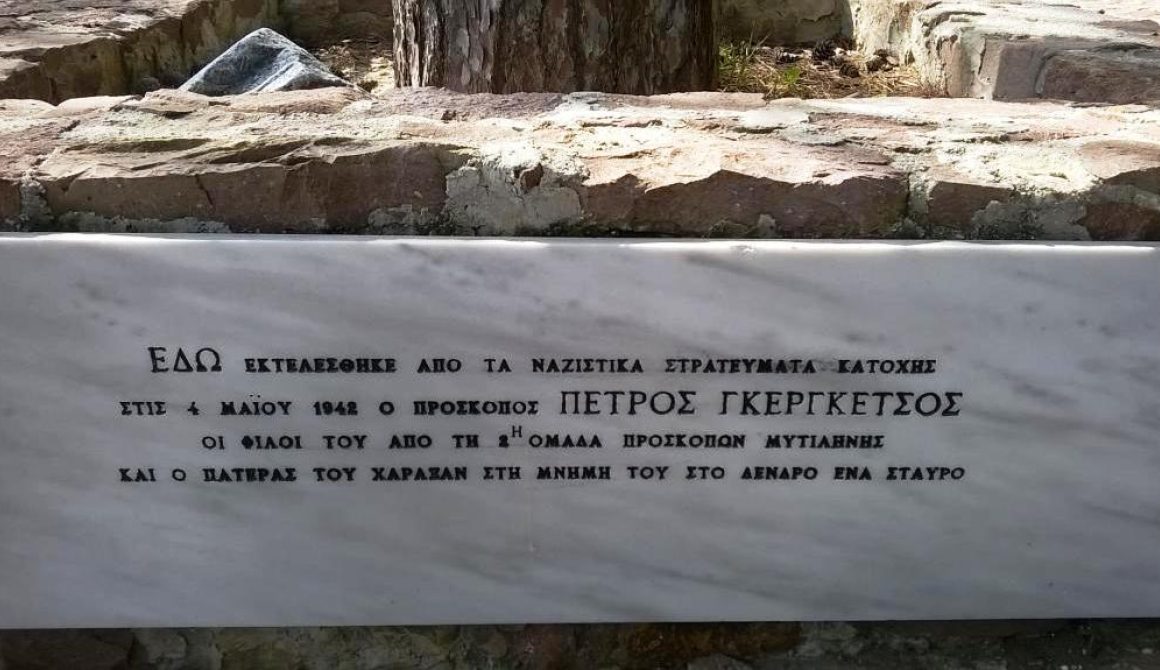 ΕΔΩ ΕΚΤΕΛΕΣΘΗΚΕ ΑΠΟ ΤΑ ΝΑΖΙΣΤΙΚΑ ΣΤΡΑΤΕΥΜΑΤΑ ΚΑΤΟΧΗΣ
ΣΤΙΣ 4 ΜΑΪΟΥ 1942 Ο ΠΡΟΣΚΟΠΟΣ ΠΕΤΡΟΣ ΓΚΕΡΓΚΕΤΣΟΣ
ΟΙ ΦΙΛΟΙ ΤΟΥ ΑΠΟ ΤΗ 2Η ΟΜΑΔΑ ΠΡΟΣΚΟΠΩΝ ΜΥΤΙΛΗΝΗΣ
ΚΑΙ Ο ΠΑΤΕΡΑΣ ΤΟΥ ΧΑΡΑΞΑΝ ΣΤΗ ΜΝΗΜΗ ΤΟΥ ΣΤΟ ΔΕΝΔΡΟ ΕΝΑ ΣΤΑΥΡΟ